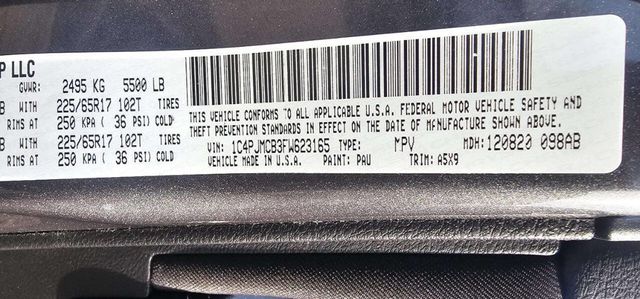 P LLC
GVWR: 2495 KG 5500 LB
B WITH 225/65R17 102T TIRES
RIMS AT 250 KPA ( 36 PSI) COLD
B WITH 225/65R17 102T TIRES
RIMS AT 250 KPA ( 36 PSI) COLD
THIS VEHICLE CONFORMS TO ALL APPLICABLE U.S.A. FEDERAL MOTOR VEHICLE SAFETY AND
THEFT PREVENTION STANDARDS IN EFFECT ON THE DATE OF MANUFACTURE SHOWN ABOVE.
VIN: 1C4PJMCB3FW623165 TYPE: MPV MDH: 120820 098AB
VEHICLE MADE IN U.S.A. PAINT: PAU TRIM: A5X9